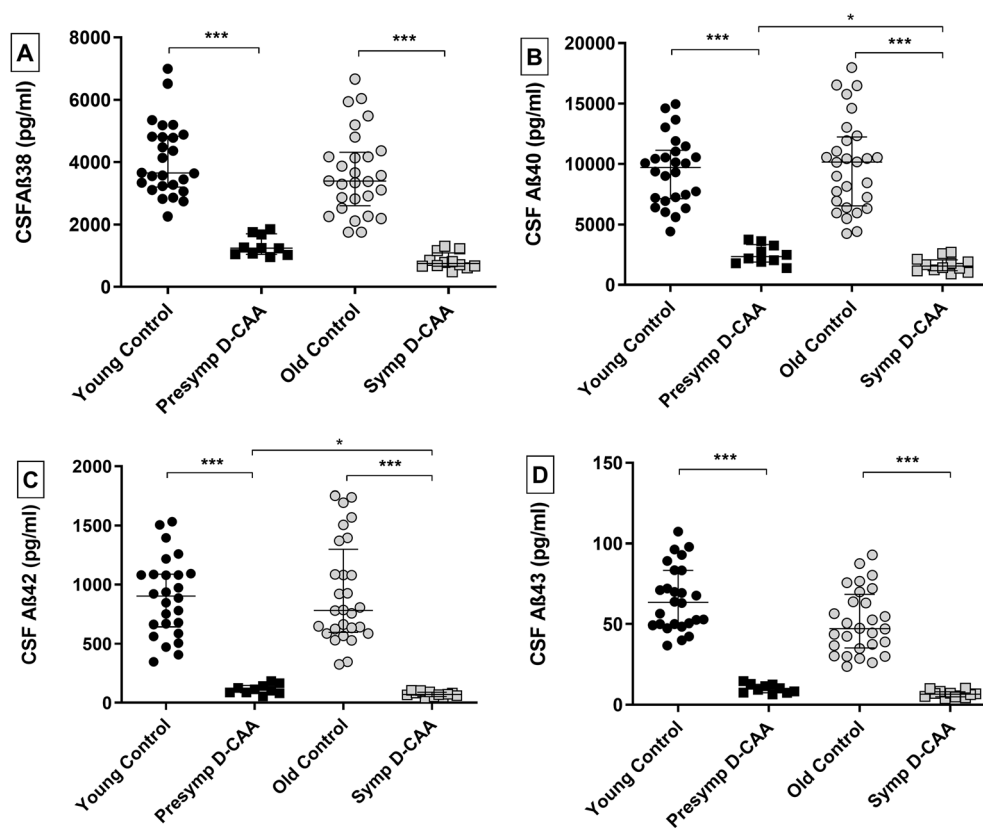 A
CSFAß38 (pg/ml)
8000
6000
4000
2000
0
***
***
Young Control
Presymp D-CAA
Old Control
Symp D-CAA
B
CSF Aß40 (pg/ml)
20000
15000
10000
5000
0
*
***
***
Young Control
Presymp D-CAA
Old Control
Symp D-CAA
C
CSF Aß42 (pg/ml)
2000
1500
1000
500
0
*
***
***
Young Control
Presymp D-CAA
Old Control
Symp D-CAA
D
CSF Aß43 (pg/ml)
150
100
50
0
***
***
Young Control
Presymp D-CAA
Old Control
Symp D-CAA